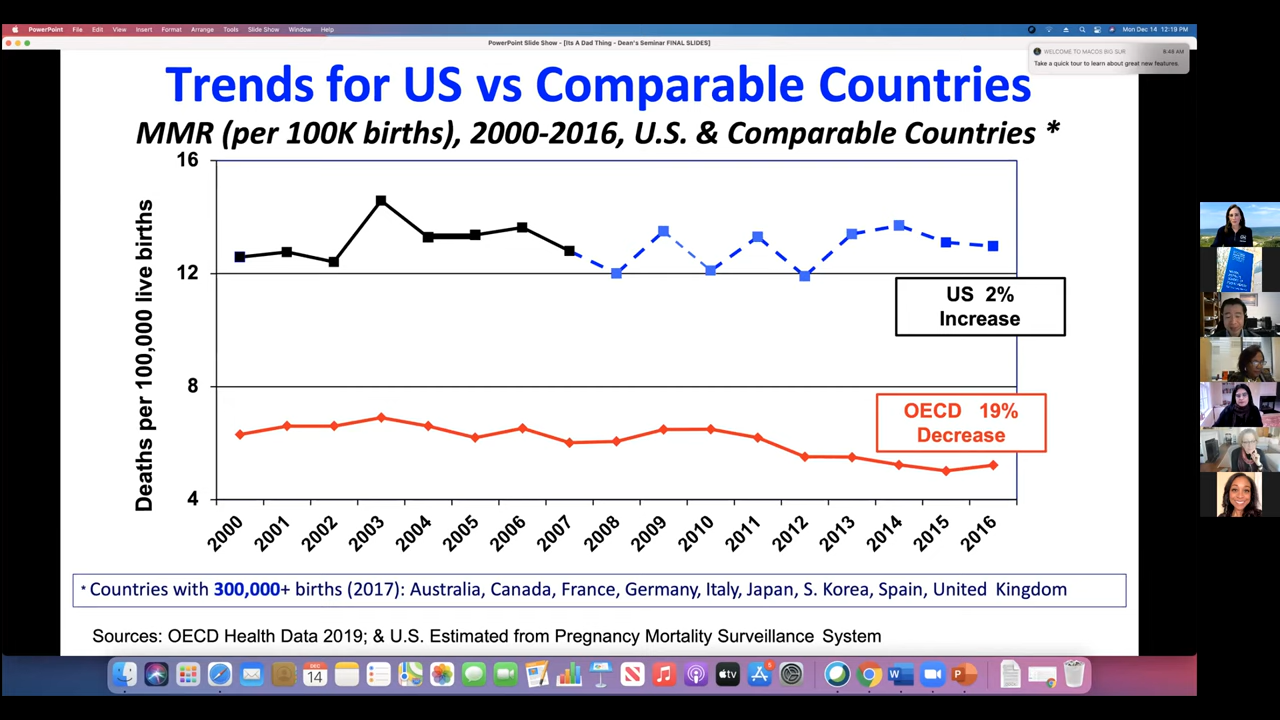 PowerPoint File Edit View Insert Format Arrange Tools Slide Show Window Help Mon Dec 14 12:19 PM
PowerPoint Slide Show - [Its A Dad Thing - Dean's Seminar FINAL SLIDES]
WELCOME TO MACOS BIG SUR 8:49 AM
Take a quick tour to learn about great new features.
Trends for US vs Comparable Countries
MMR (per 100K births), 2000-2016, U.S. & Comparable Countries *
Deaths per 100,000 live births
16
12
8
4
US 2%
Increase
OECD 19%
Decrease
2000 2001 2002 2003 2004 2005 2006 2007 2008 2009 2010 2011 2012 2013 2014 2015 2016
* Countries with 300,000+ births (2017): Australia, Canada, France, Germany, Italy, Japan, S. Korea, Spain, United Kingdom
Sources: OECD Health Data 2019; & U.S. Estimated from Pregnancy Mortality Surveillance System
DEC
14
tv
W
P